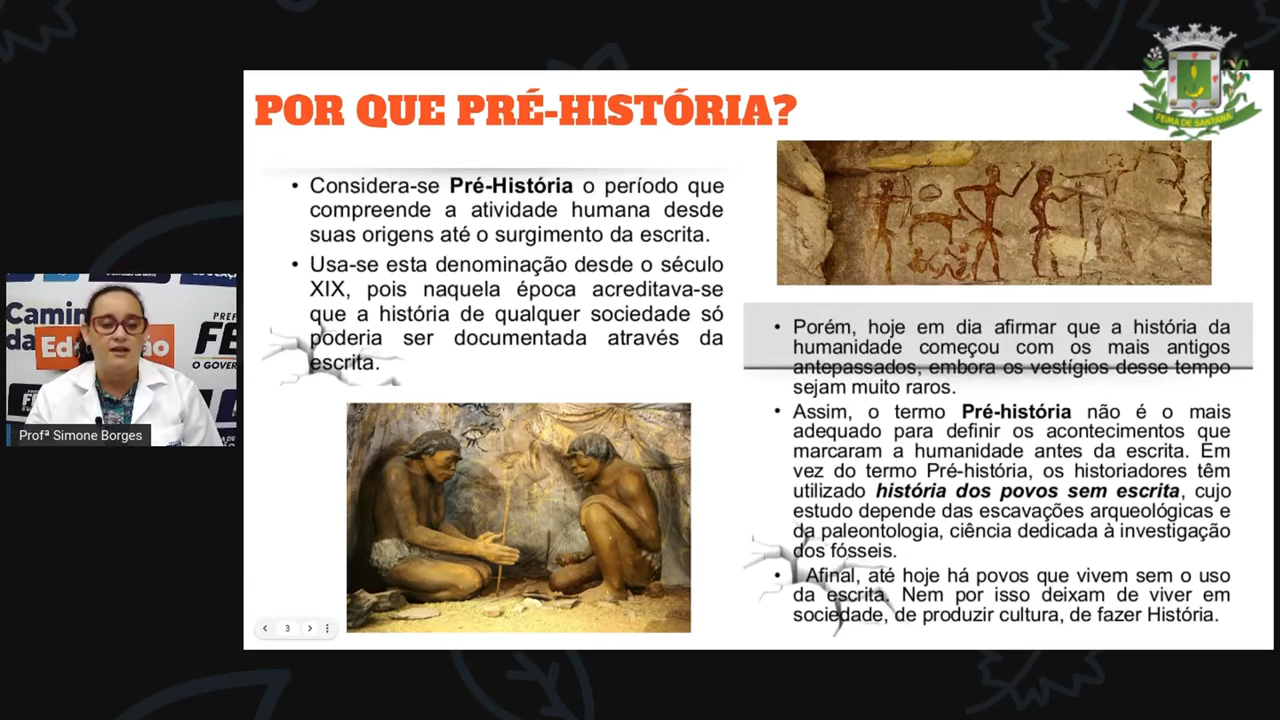 POR QUE PRÉ-HISTÓRIA?
• Considera-se Pré-História o período que
compreende a atividade humana desde
suas origens até o surgimento da escrita.
• Usa-se esta denominação desde o século
XIX, pois naquela época acreditava-se
que a história de qualquer sociedade só
poderia ser documentada através da
escrita.
• Porém, hoje em dia afirmar que a história da
humanidade começou com os mais antigos
antepassados, embora os vestígios desse tempo
sejam muito raros.
• Assim, o termo Pré-história não é o mais
adequado para definir os acontecimentos que
marcaram a humanidade antes da escrita. Em
vez do termo Pré-história, os historiadores têm
utilizado história dos povos sem escrita, cujo
estudo depende das escavações arqueológicas e
da paleontologia, ciência dedicada à investigação
dos fósseis.
• Afinal, até hoje há povos que vivem sem o uso
da escrita. Nem por isso deixam de viver em
sociedade, de produzir cultura, de fazer História.
3
FEIRA DE SANTANA
Profª Simone Borges